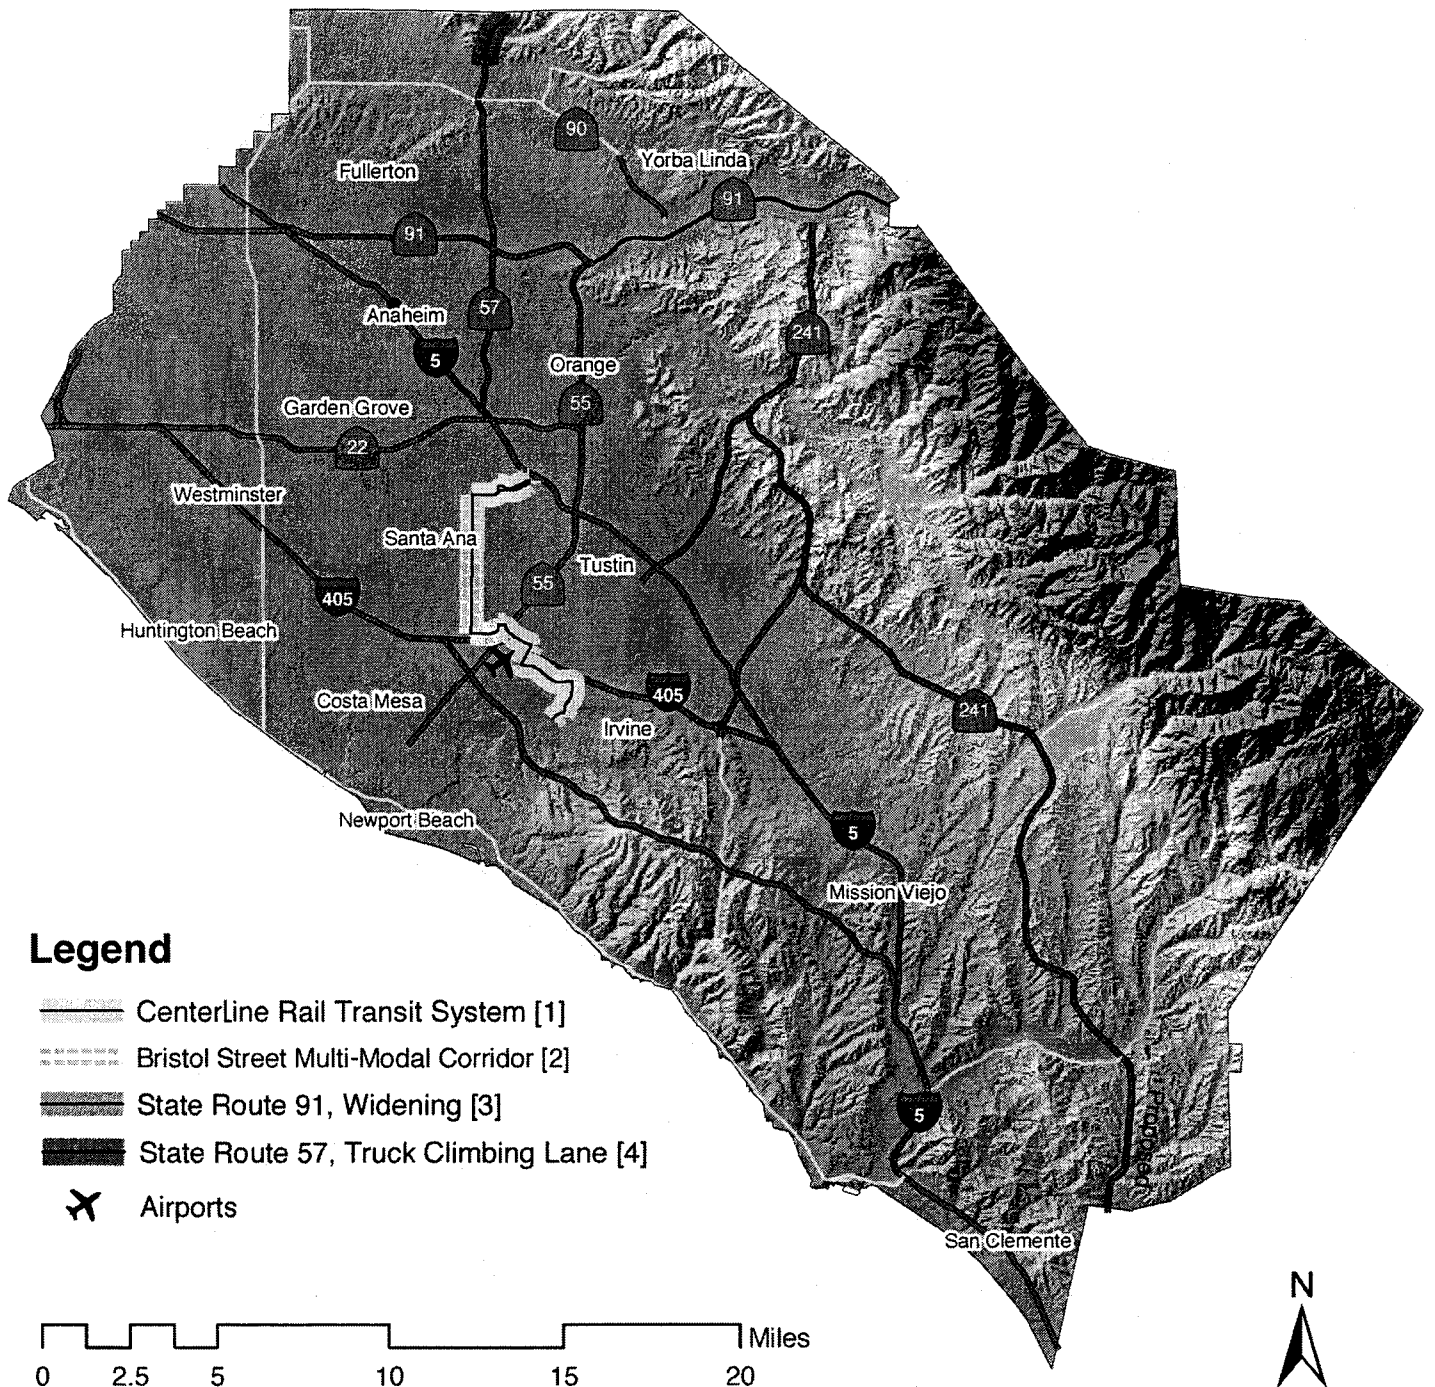 90
Yorba Linda
Fullerton
91
91
57
Anaheim
241
5
Orange
55
Garden Grove
22
Westminster
Santa Ana
Tustin
55
405
Huntington Beach
405
Costa Mesa
241
Irvine
Newport Beach
5
Mission Viejo
Legend
CenterLine Rail Transit System [1]
Bristol Street Multi-Modal Corridor [2]
State Route 91, Widening [3]
5
Proposed
State Route 57, Truck Climbing Lane [4]
Airports
San Clemente
N
Miles
0 2.5 5 10 15 20